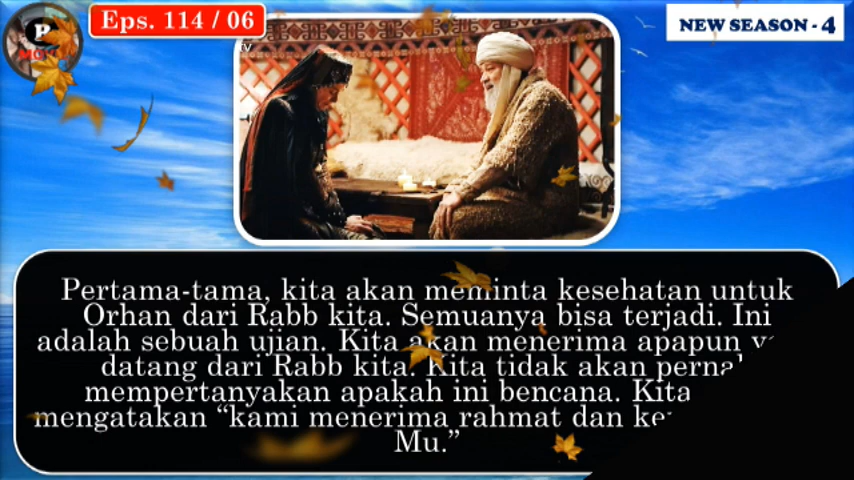 P
MCH
Eps. 114 / 06
NEW SEASON - 4
tv
Pertama-tama, kita akan meminta kesehatan untuk
Orhan dari Rabb kita. Semuanya bisa terjadi. Ini
adalah sebuah ujian. Kita akan menerima apapun
datang dari Rabb kita. Kita tidak akan
mempertanyakan apakah ini bencana. Kita
mengatakan “kami menerima rahmat dan
Mu.”